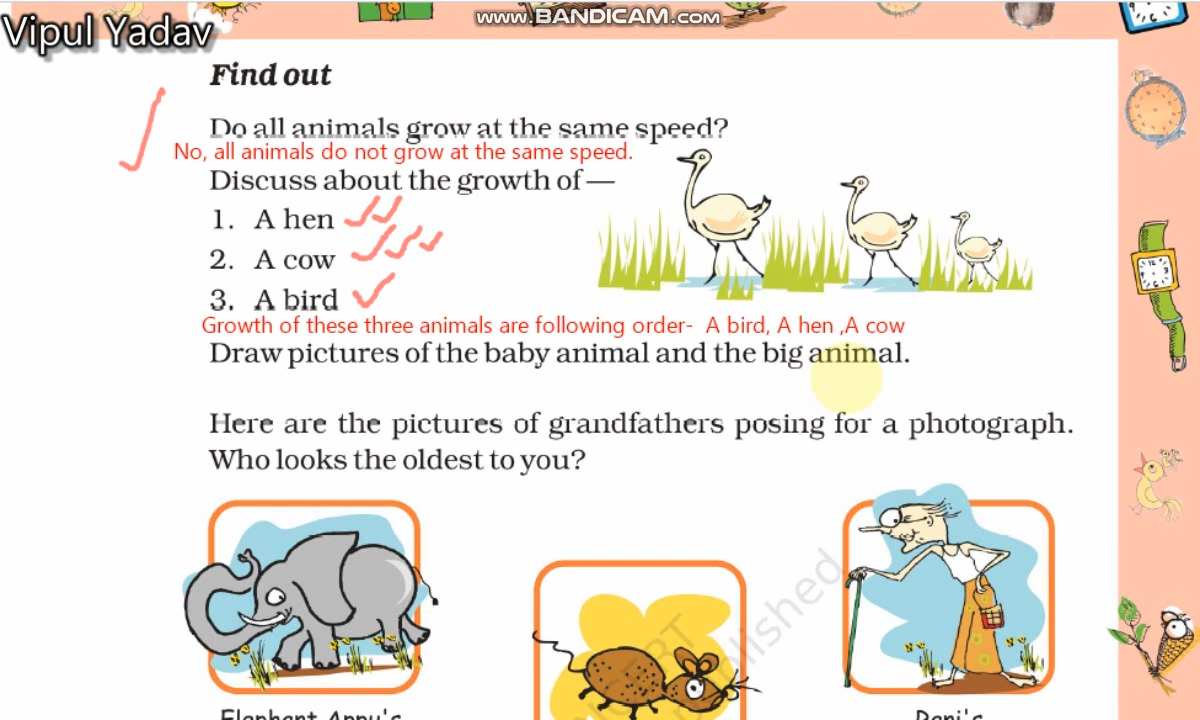 www.BANDICAM.com
Vipul Yadav
Find out
Do all animals grow at the same speed?
No, all animals do not grow at the same speed.
Discuss about the growth of —
1. A hen
2. A cow
3. A bird
Growth of these three animals are following order- A bird, A hen ,A cow
Draw pictures of the baby animal and the big animal.
Here are the pictures of grandfathers posing for a photograph.
Who looks the oldest to you?
Elephant Appu's